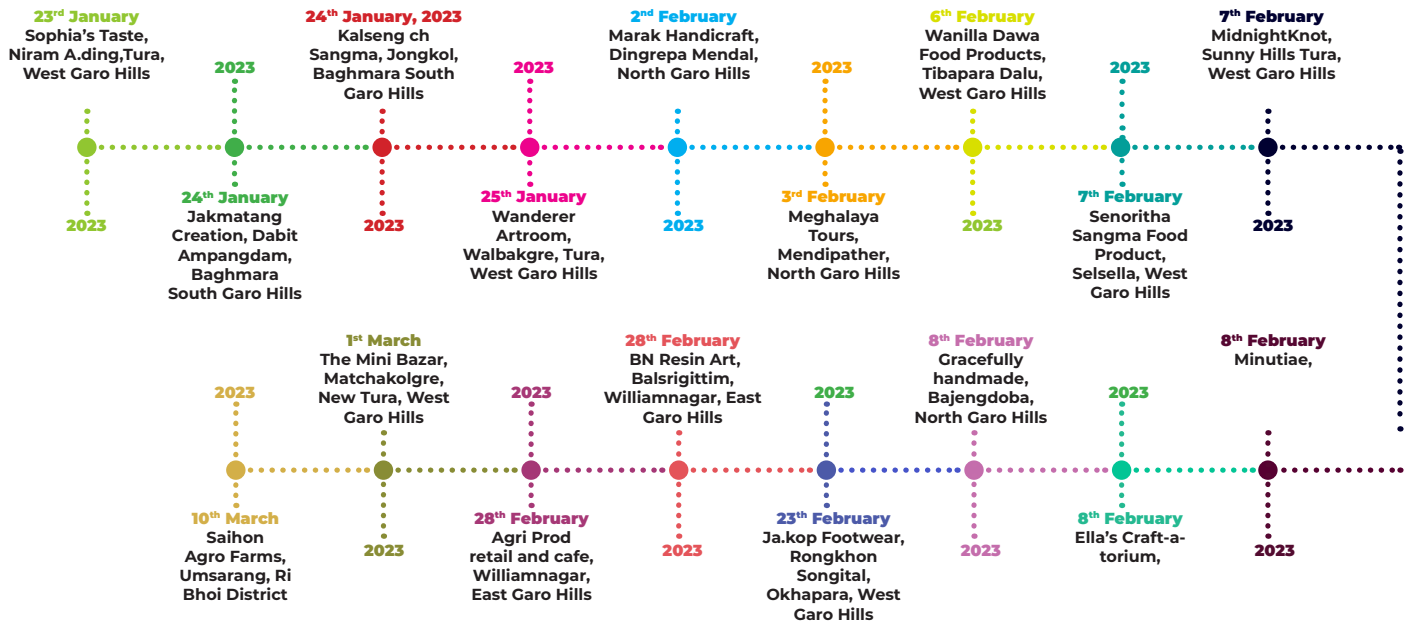 23rd January
Sophia's Taste,
Niram A.ding,Tura,
West Garo Hills
2023
2023
24th January
Jakmatang
Creation, Dabit
Ampangdam,
Baghmara
South Garo Hills
24th January, 2023
Kalseng ch
Sangma, Jongkol,
Baghmara South
Garo Hills
2023
2023
25th January
Wanderer
Artroom,
Walbakgre, Tura,
West Garo Hills
2nd February
Marak Handicraft,
Dingrepa Mendal,
North Garo Hills
2023
2023
3rd February
Meghalaya
Tours,
Mendipather,
North Garo Hills
6th February
Wanilla Dawa
Food Products,
Tibapara Dalu,
West Garo Hills
2023
2023
7th February
Senoritha
Sangma Food
Product,
Selsella, West
Garo Hills
7th February
MidnightKnot,
Sunny Hills Tura,
West Garo Hills
2023
8th February
Minutiae,
2023
2023
8th February
Ella's Craft-a-
torium,
8th February
Gracefully
handmade,
Bajengdoba,
North Garo Hills
2023
2023
23th February
Ja.kop Footwear,
Rongkhon
Songital,
Okhapara, West
Garo Hills
28th February
BN Resin Art,
Balsrigittim,
Williamnagar, East
Garo Hills
2023
2023
28th February
Agri Prod
retail and cafe,
Williamnagar,
East Garo Hills
1st March
The Mini Bazar,
Matchakolgre,
New Tura, West
Garo Hills
2023
2023
10th March
Saihon
Agro Farms,
Umsarang, Ri
Bhoi District